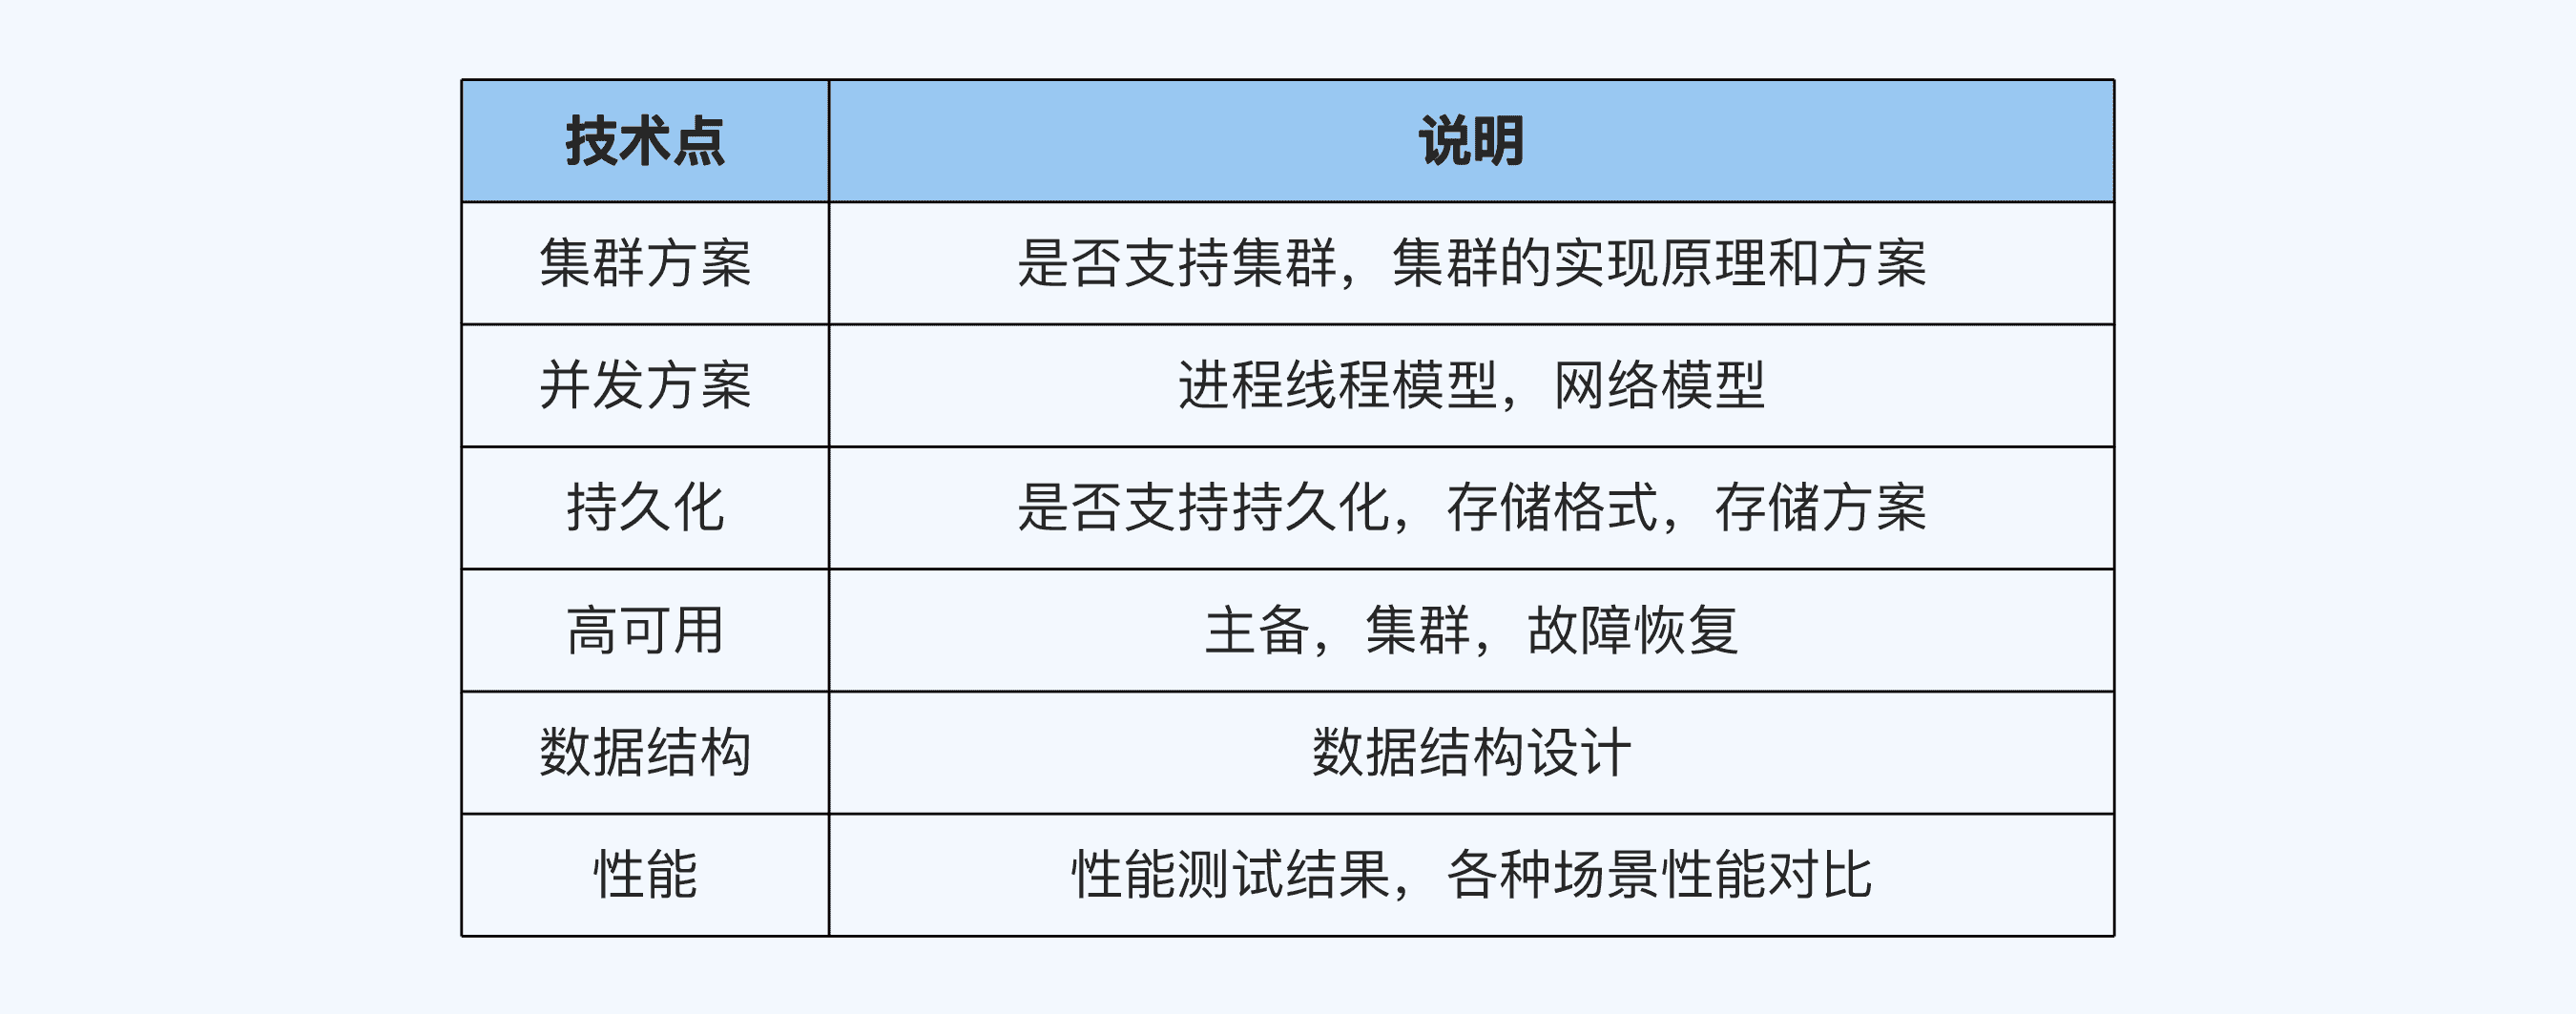 技术点 说明
集群方案 是否支持集群，集群的实现原理和方案
并发方案 进程线程模型，网络模型
持久化 是否支持持久化，存储格式，存储方案
高可用 主备，集群，故障恢复
数据结构 数据结构设计
性能 性能测试结果，各种场景性能对比